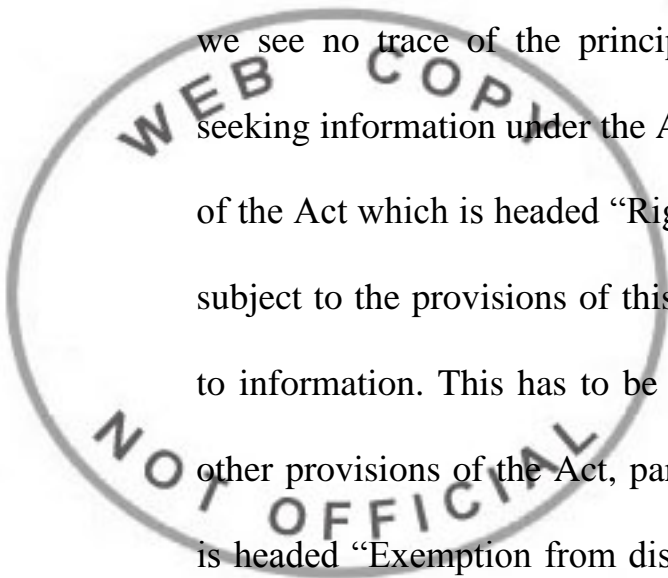 we see no trace of the princip
seeking information under the A
of the Act which is headed “Rig
subject to the provisions of this
to information. This has to be
other provisions of the Act, par
is headed “Exemption from dis
WEB COPY
NOT OFFICIAL